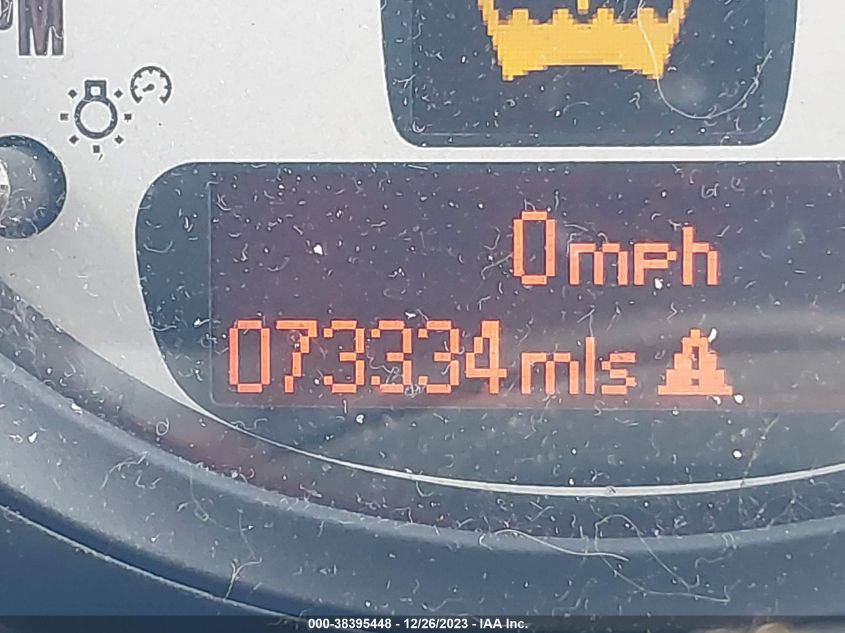 0mph
073334mls
000-38395448 - 12/26/2023 - IAA Inc.